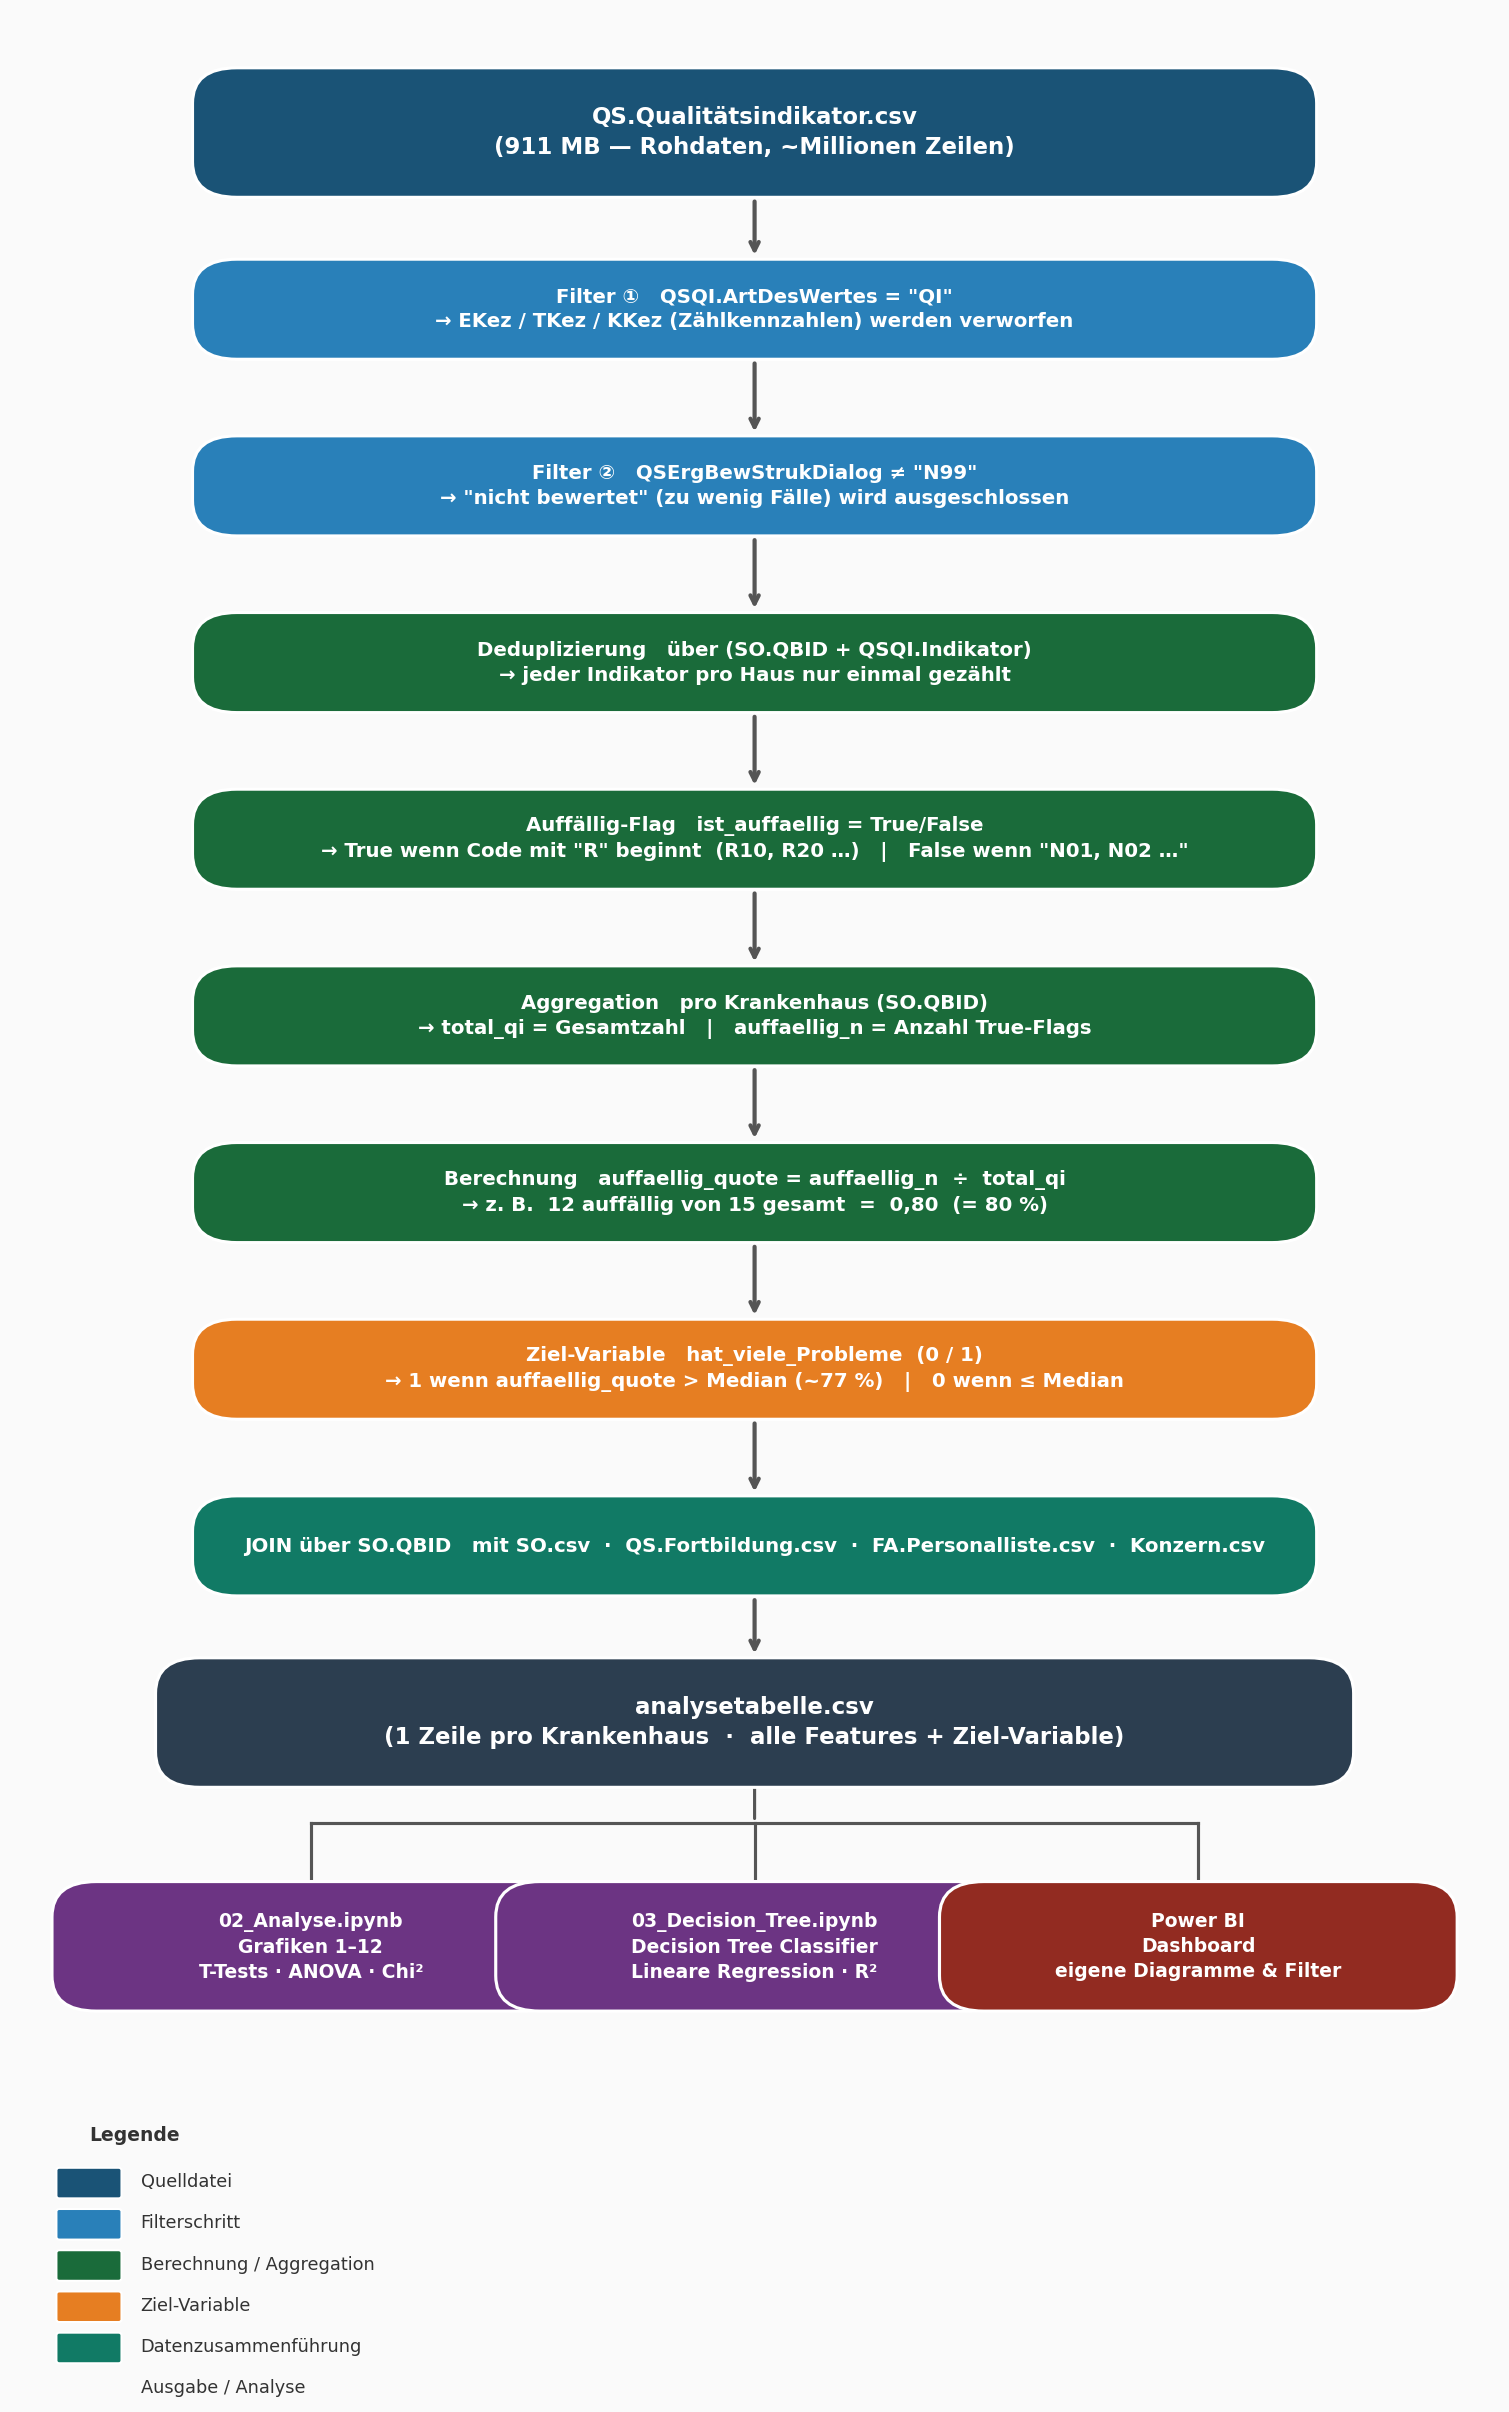 QS.Qualitätsindikator.csv
(911 MB — Rohdaten, ~Millionen Zeilen)
Filter ①   QSQI.ArtDesWertes = "QI"
→ EKez / TKez / KKez (Zählkennzahlen) werden verworfen
Filter ②   QSErgBewStrukDialog ≠ "N99"
→ "nicht bewertet" (zu wenig Fälle) wird ausgeschlossen
Deduplizierung   über (SO.QBID + QSQI.Indikator)
→ jeder Indikator pro Haus nur einmal gezählt
Auffällig-Flag   ist_auffaellig = True/False
→ True wenn Code mit "R" beginnt  (R10, R20 …)   |   False wenn "N01, N02 …"
Aggregation   pro Krankenhaus (SO.QBID)
→ total_qi = Gesamtzahl   |   auffaellig_n = Anzahl True-Flags
Berechnung   auffaellig_quote = auffaellig_n  ÷  total_qi
→ z. B.  12 auffällig von 15 gesamt  =  0,80  (= 80 %)
Ziel-Variable   hat_viele_Probleme  (0 / 1)
→ 1 wenn auffaellig_quote > Median (~77 %)   |   0 wenn ≤ Median
JOIN über SO.QBID   mit SO.csv  ·  QS.Fortbildung.csv  ·  FA.Personalliste.csv  ·  Konzern.csv
analysetabelle.csv
(1 Zeile pro Krankenhaus  ·  alle Features + Ziel-Variable)
02_Analyse.ipynb
Grafiken 1–12
T-Tests · ANOVA · Chi²
03_Decision_Tree.ipynb
Decision Tree Classifier
Lineare Regression · R²
Power BI
Dashboard
eigene Diagramme & Filter
Legende
Quelldatei
Filterschritt
Berechnung / Aggregation
Ziel-Variable
Datenzusammenführung
Ausgabe / Analyse